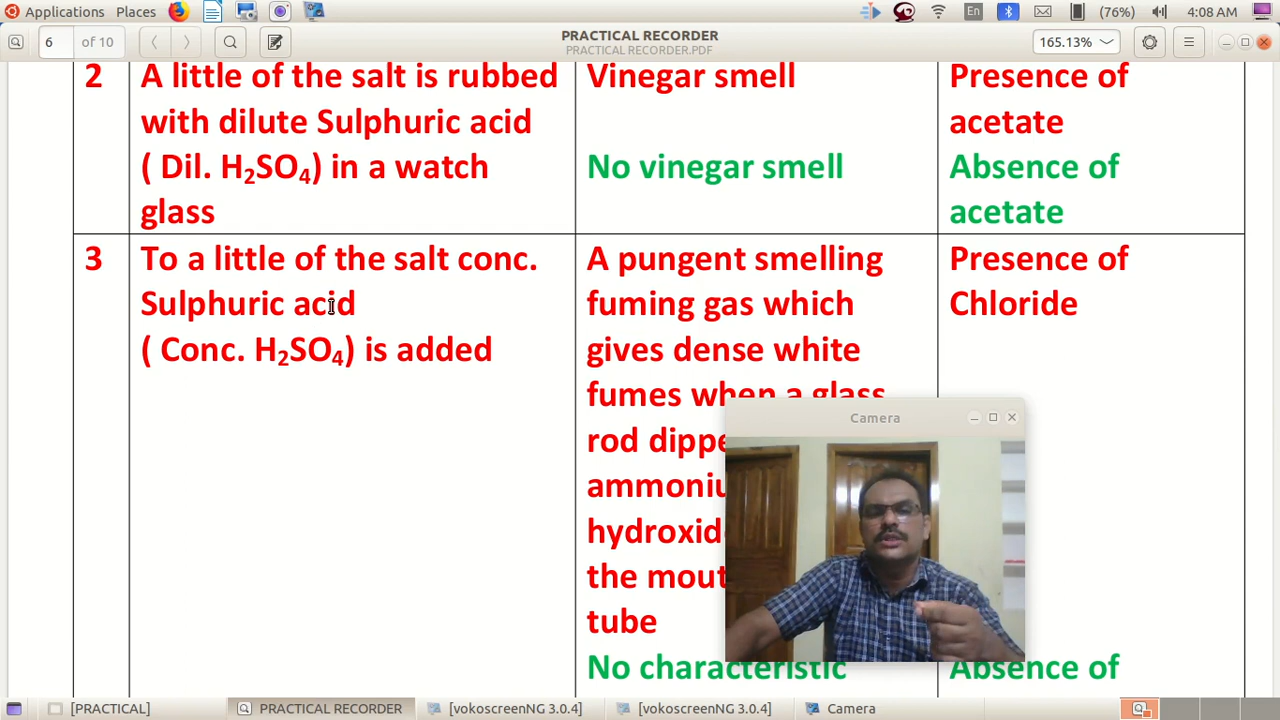 Applications Places En (76%) 4:08 AM
6 of 10 PRACTICAL RECORDER 165.13%
PRACTICAL RECORDER.PDF
2 A little of the salt is rubbed Vinegar smell Presence of
with dilute Sulphuric acid acetate
( Dil. H₂SO₄) in a watch No vinegar smell Absence of
glass acetate
3 To a little of the salt conc. A pungent smelling Presence of
Sulphuric acid fuming gas which Chloride
( Conc. H₂SO₄) is added gives dense white
fumes when a glass
Camera
rod
the
tube
No characteristic Absence of
[PRACTICAL] PRACTICAL RECORDER [vokoscreenNG 3.0.4] [vokoscreenNG 3.0.4] Camera